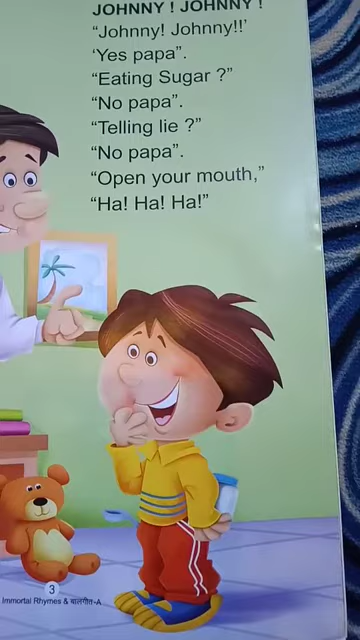 JOHNNY ! JOHNNY !
“Johnny! Johnny!!’
‘Yes papa”.
“Eating Sugar ?”
“No papa”.
“Telling lie ?”
“No papa”.
“Open your mouth,”
“Ha! Ha! Ha!”
3
Immortal Rhymes & बालगीत-A